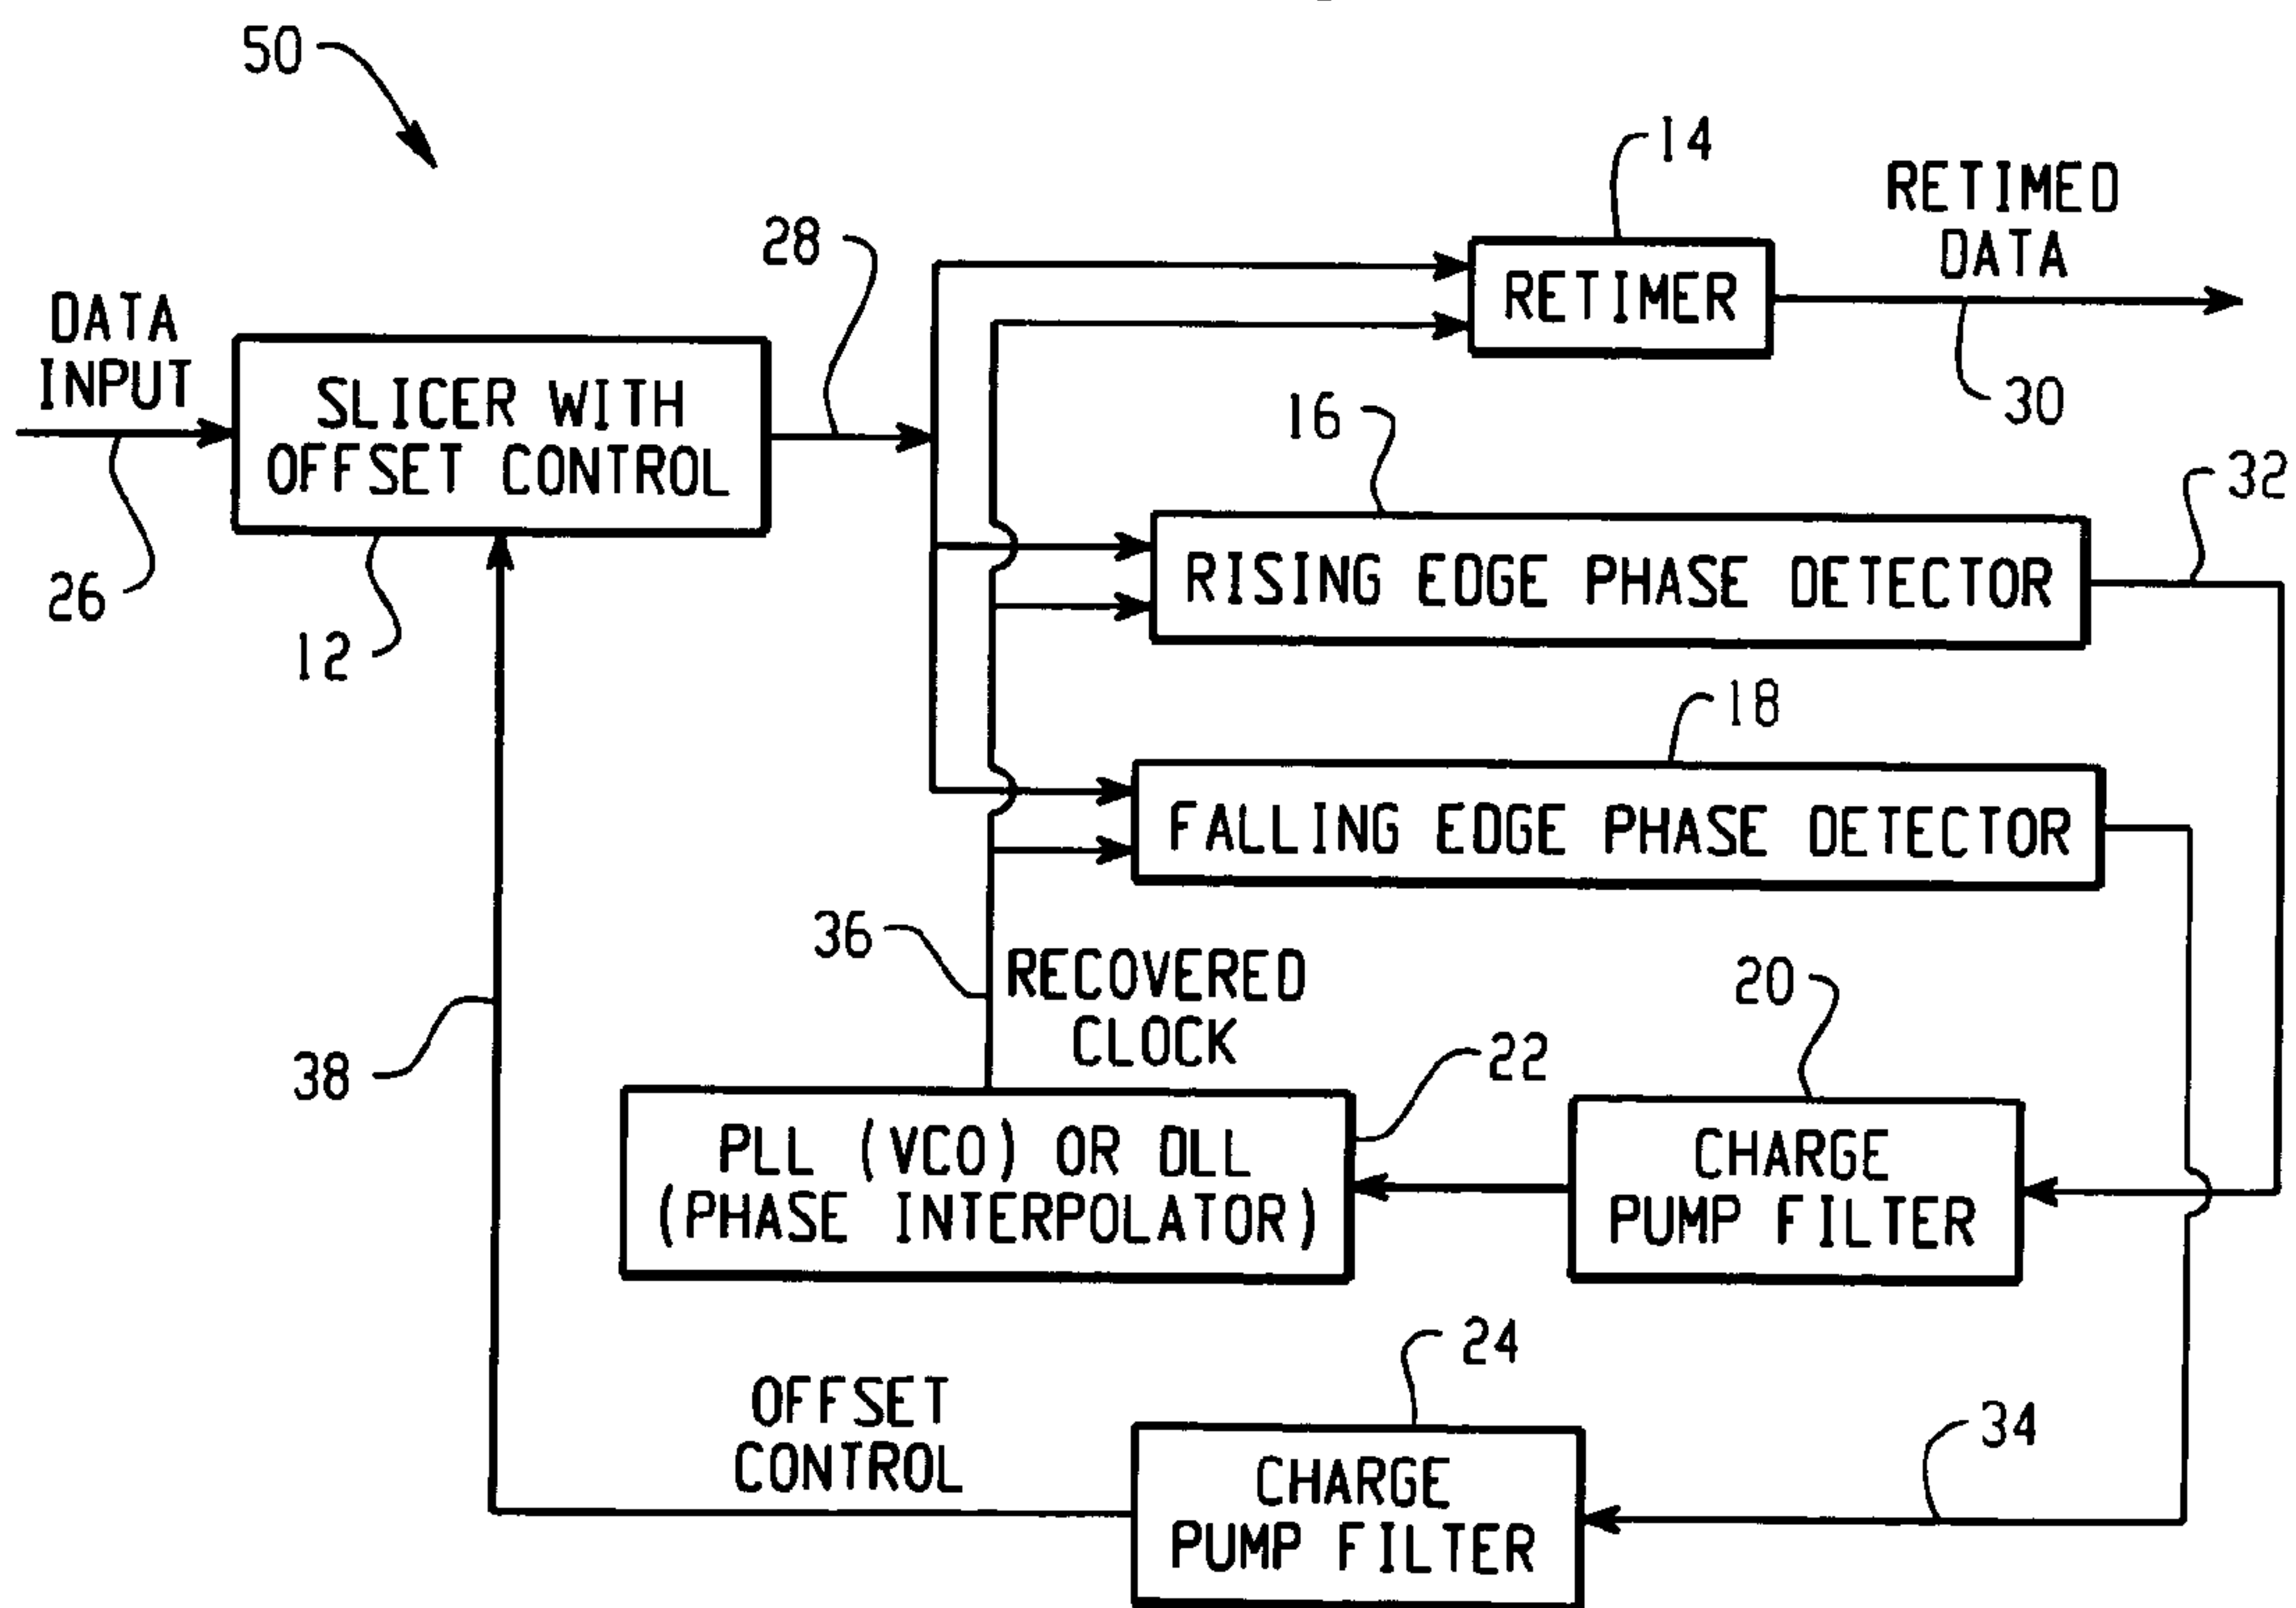 50
14
RETIMED
DATA
28
DATA
INPUT
RETIMER
SLICER WITH
OFFSET CONTROL
30
16
32
26
12
RISING EDGE PHASE DETECTOR
18
FALLING EDGE PHASE DETECTOR
36
RECOVERED
CLOCK
20
38
22
PLL (VCO) OR DLL
(PHASE INTERPOLATOR)
CHARGE
PUMP FILTER
24
OFFSET
CONTROL
34
CHARGE
PUMP FILTER